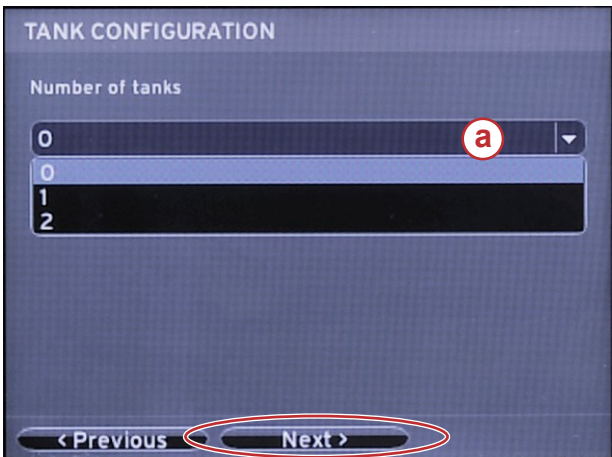 TANK CONFIGURATION
Number of tanks
0
a
0
1
2
< Previous
Next >